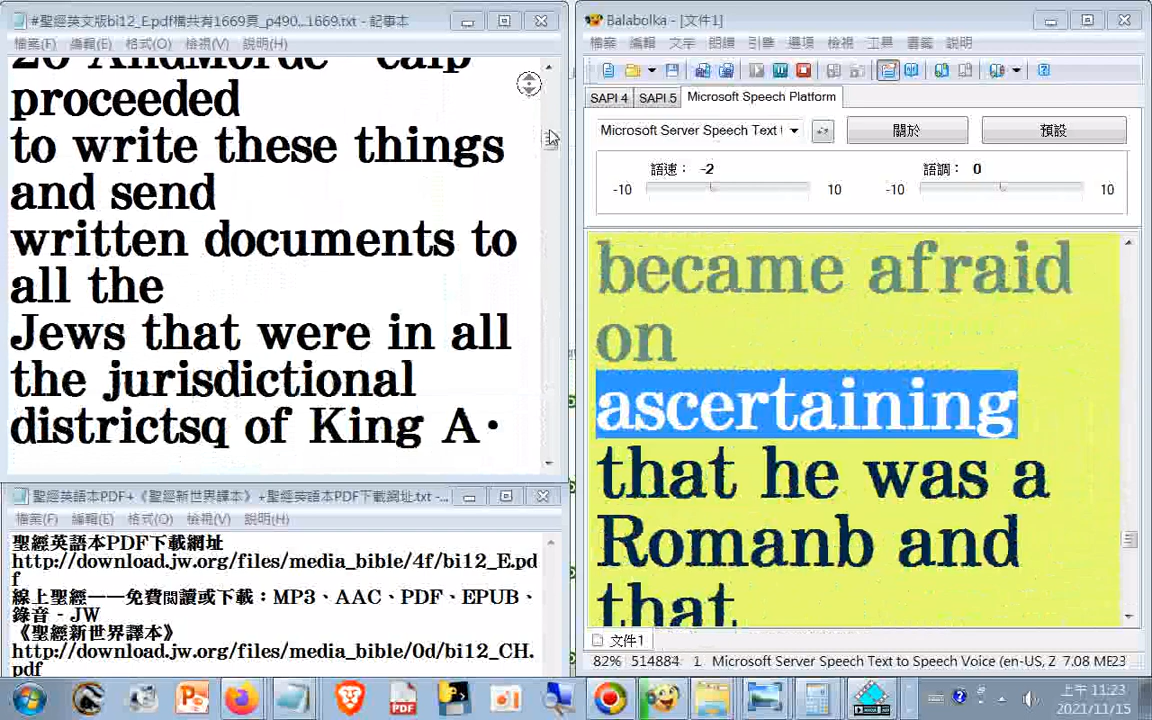 #聖經英文版bi12_E.pdf檔共有1669頁_p490,..1669.txt - 記事本
檔案(F) 編輯(E) 格式(O) 檢視(V) 說明(H)
proceeded
to write these things
and send
written documents to
all the
Jews that were in all
the jurisdictional
districtsq of King A·
聖經英語本PDF+《聖經新世界譯本》+聖經英語本PDF下載網址.txt - ...
檔案(F) 編輯(E) 格式(O) 檢視(V) 說明(H)
聖經英語本PDF下載網址
http://download.jw.org/files/media_bible/4f/bi12_E.pd
f
線上聖經——免費閱讀或下載：MP3、AAC、PDF、EPUB、
錄音 - JW
《聖經新世界譯本》
http://download.jw.org/files/media_bible/0d/bi12_CH.
pdf
Balabolka - [文件1]
檔案 編輯 文字 朗讀 引擎 選項 檢視 工具 書籤 說明
SAPI 4 SAPI 5 Microsoft Speech Platform
Microsoft Server Speech Text 關於 預設
語速： -2 語調： 0
-10 10 -10 10
became afraid
on
ascertaining
that he was a
Romanb and
that
文件1
82% 514884 1 Microsoft Server Speech Text to Speech Voice (en-US, Z 7.08 ME23
上午 11:23
2021/11/15